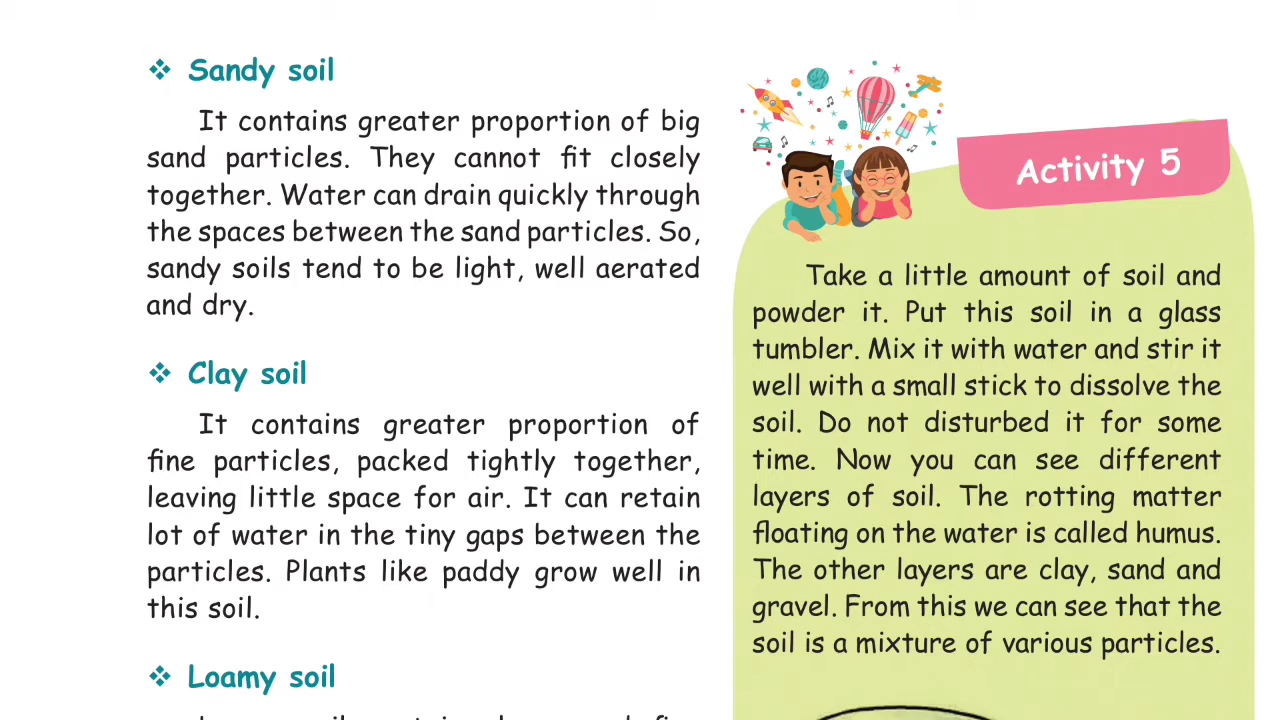 ❖ Sandy soil
It contains greater proportion of big
sand particles. They cannot fit closely
together. Water can drain quickly through
the spaces between the sand particles. So,
sandy soils tend to be light, well aerated
and dry.
❖ Clay soil
It contains greater proportion of
fine particles, packed tightly together,
leaving little space for air. It can retain
lot of water in the tiny gaps between the
particles. Plants like paddy grow well in
this soil.
❖ Loamy soil
Activity 5
Take a little amount of soil and
powder it. Put this soil in a glass
tumbler. Mix it with water and stir it
well with a small stick to dissolve the
soil. Do not disturbed it for some
time. Now you can see different
layers of soil. The rotting matter
floating on the water is called humus.
The other layers are clay, sand and
gravel. From this we can see that the
soil is a mixture of various particles.